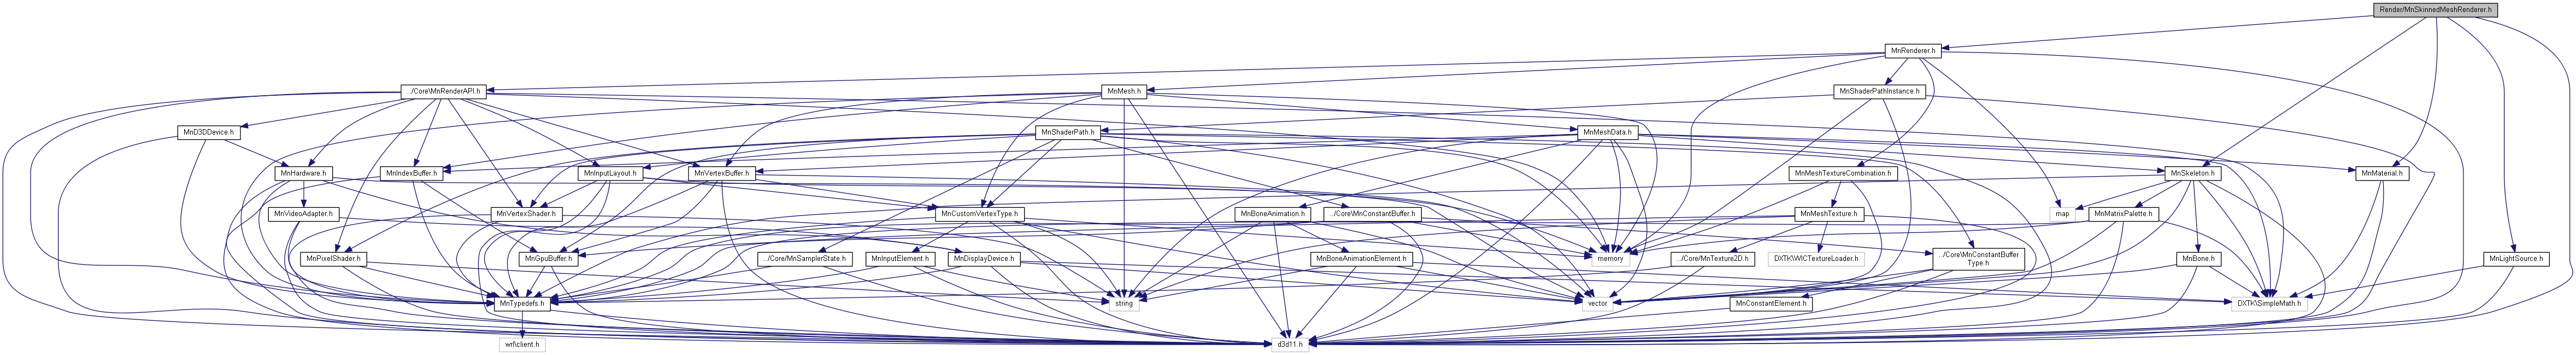 Render/MnSkinnedMeshRenderer.h
MnRenderer.h
../Core\MnRenderAPI.h
MnMesh.h
MnShaderPathInstance.h
MnD3DDevice.h
MnShaderPath.h
MnMeshData.h
MnHardware.h
MnIndexBuffer.h
MnInputLayout.h
MnVertexBuffer.h
MnMeshTextureCombination.h
MnSkeleton.h
MnMaterial.h
MnVideoAdapter.h
MnVertexShader.h
MnCustomVertexType.h
MnBoneAnimation.h
../Core\MnConstantBuffer.h
MnMeshTexture.h
map
MnMatrixPalette.h
MnPixelShader.h
MnGpuBuffer.h
../Core/MnSamplerState.h
MnInputElement.h
MnDisplayDevice.h
MnBoneAnimationElement.h
memory
../Core/MnTexture2D.h
DXTK\WICTextureLoader.h
../Core\MnConstantBuffer
Type.h
MnBone.h
MnLightSource.h
MnTypedefs.h
string
vector
MnConstantElement.h
DXTK\SimpleMath.h
wrl\client.h
d3d11.h